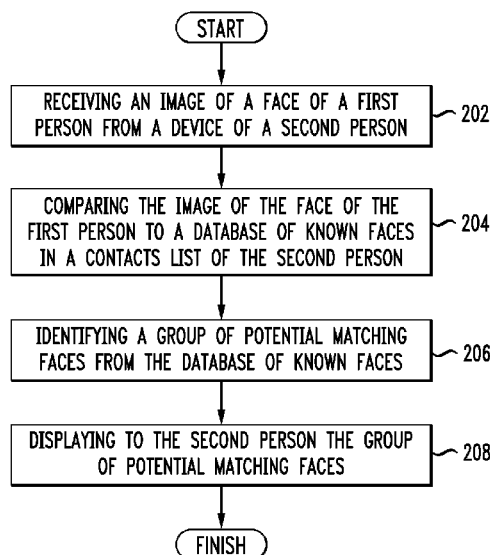 START
RECEIVING AN IMAGE OF A FACE OF A FIRST
PERSON FROM A DEVICE OF A SECOND PERSON
202
COMPARING THE IMAGE OF THE FACE OF THE
FIRST PERSON TO A DATABASE OF KNOWN FACES
IN A CONTACTS LIST OF THE SECOND PERSON
204
IDENTIFYING A GROUP OF POTENTIAL MATCHING
FACES FROM THE DATABASE OF KNOWN FACES
206
DISPLAYING TO THE SECOND PERSON THE GROUP
OF POTENTIAL MATCHING FACES
208
FINISH